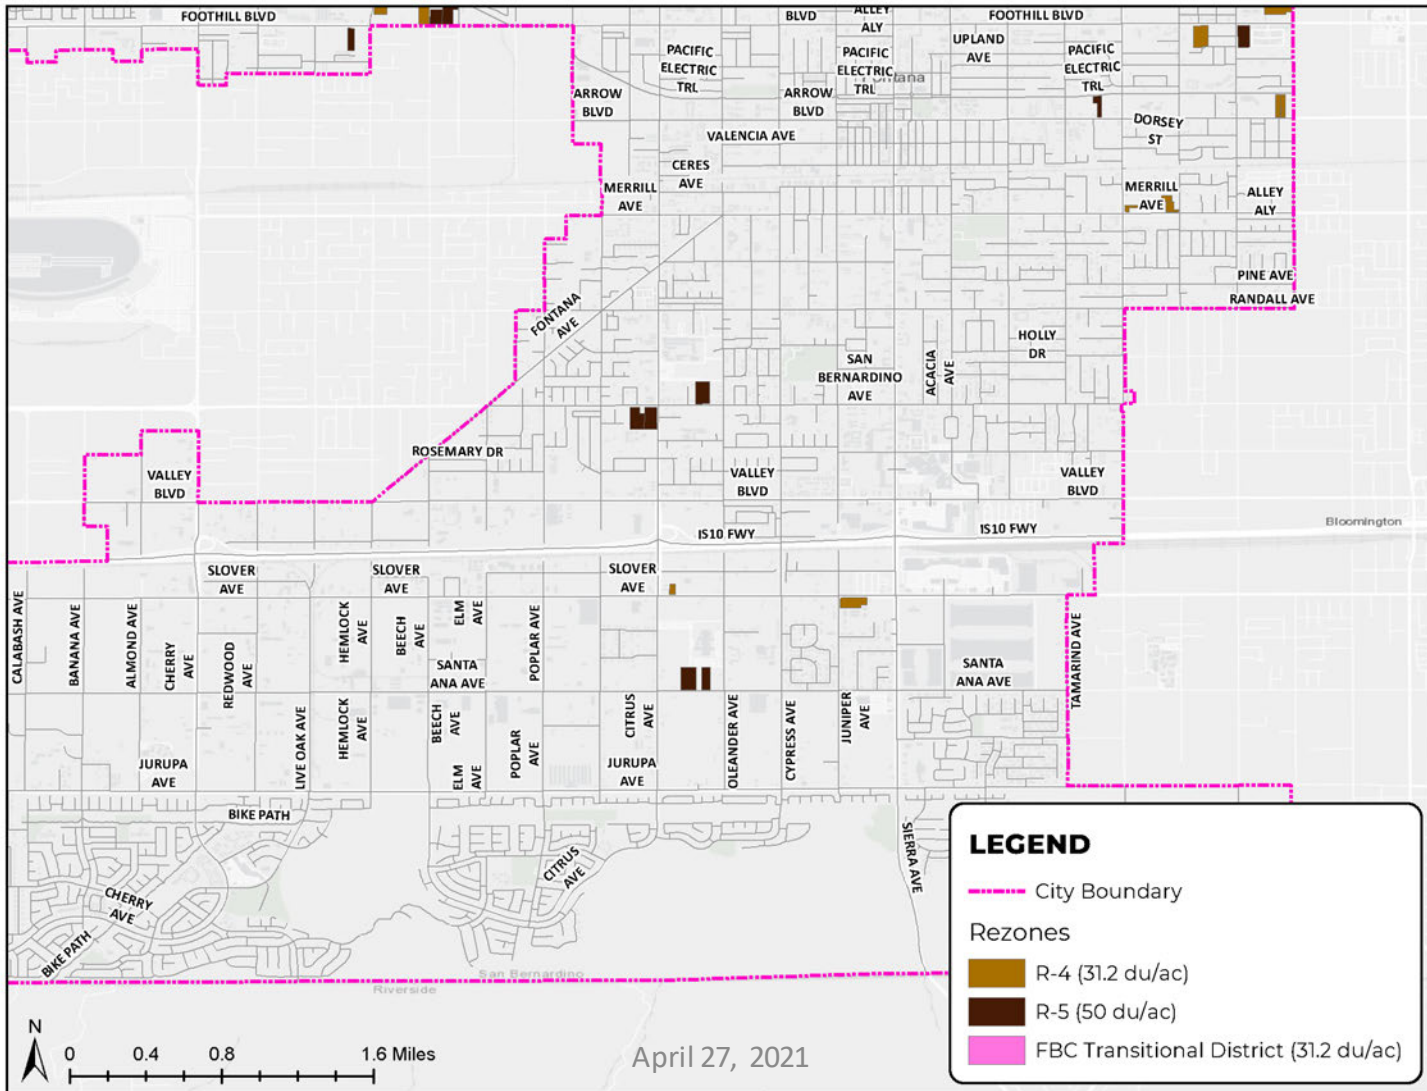 FOOTHILL BLVD
BLVD
ALLEY
ALY
FOOTHILL BLVD
PACIFIC
ELECTRIC
TRL
PACIFIC
ELECTRIC
TRL
UPLAND
AVE
PACIFIC
ELECTRIC
TRL
Fontana
ARROW
BLVD
ARROW
BLVD
VALENCIA AVE
DORSEY
ST
CERES
AVE
MERRILL
AVE
MERRILL
AVE
ALLEY
ALY
PINE AVE
RANDALL AVE
FONTANA
AVE
HOLLY
DR
SAN
BERNARDINO
AVE
ACACIA
AVE
ROSEMARY DR
VALLEY
BLVD
VALLEY
BLVD
VALLEY
BLVD
IS10 FWY
IS10 FWY
Bloomington
SLOVER
AVE
SLOVER
AVE
SLOVER
AVE
CALABASH AVE
BANANA AVE
ALMOND AVE
CHERRY
AVE
REDWOOD
AVE
HEMLOCK
AVE
BEECH
AVE
ELM
AVE
SANTA
ANA AVE
POPLAR AVE
SANTA
ANA AVE
TAMARIND AVE
JURUPA
AVE
LIVE OAK AVE
HEMLOCK
AVE
BEECH
AVE
ELM
AVE
POPLAR
AVE
CITRUS
AVE
JURUPA
AVE
OLEANDER AVE
CYPRESS AVE
JUNIPER
AVE
BIKE PATH
CITRUS
AVE
SIERRA AVE
CHERRY
AVE
BIKE PATH
San Bernardino
Riverside
LEGEND
City Boundary
Rezones
R-4 (31.2 du/ac)
R-5 (50 du/ac)
FBC Transitional District (31.2 du/ac)
N
0 0.4 0.8 1.6 Miles
April 27, 2021